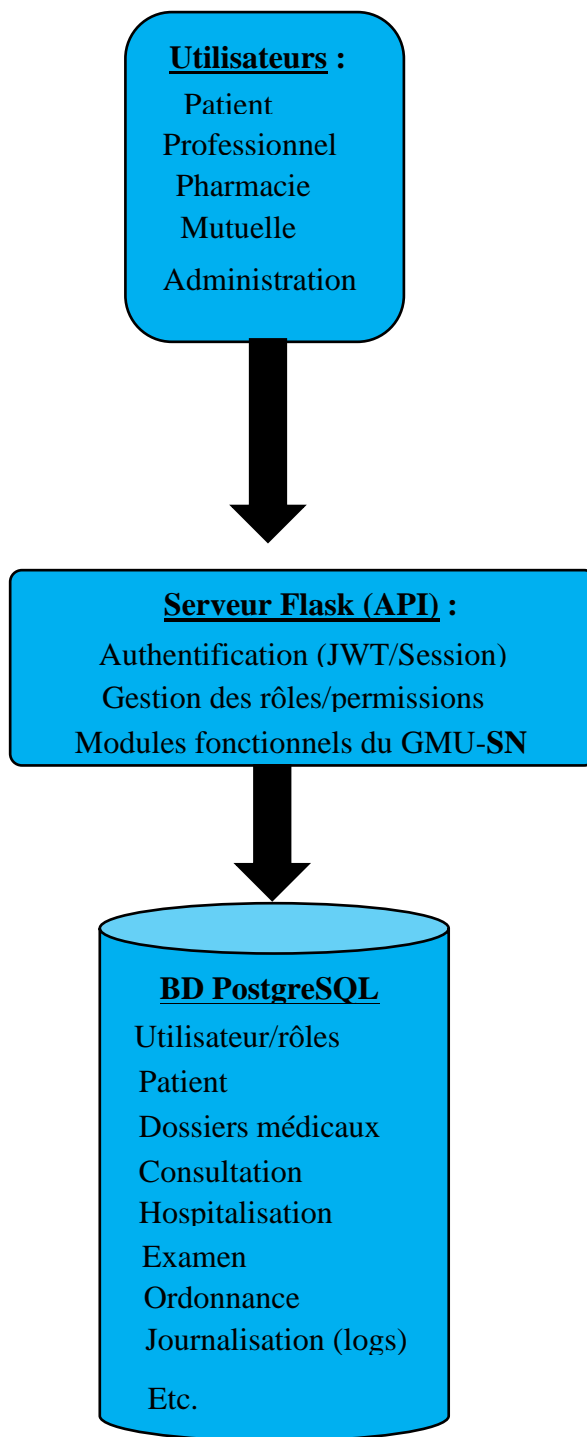 Utilisateurs :
Patient
Professionnel
Pharmacie
Mutuelle
Administration
Serveur Flask (API) :
Authentification (JWT/Session)
Gestion des rôles/permissions
Modules fonctionnels du GMU-SN
BD PostgreSQL
Utilisateur/rôles
Patient
Dossiers médicaux
Consultation
Hospitalisation
Examen
Ordonnance
Journalisation (logs)
Etc.